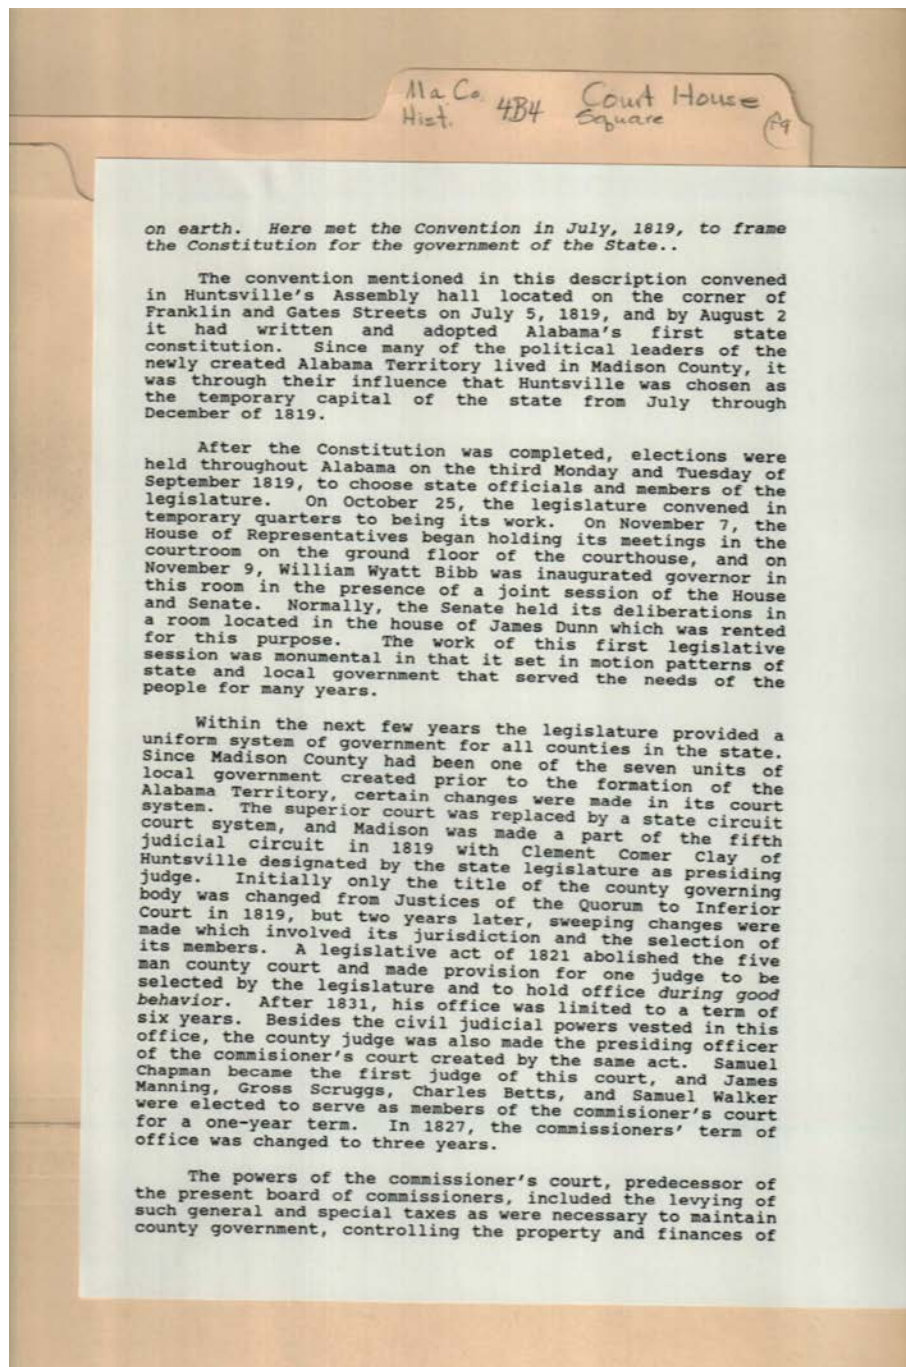 Ma Co. 4B4 Court House
Hist. Square
on earth. Here met the Convention in July, 1819, to frame
the Constitution for the government of the State..
The convention mentioned in this description convened
in Huntsville's Assembly hall located on the corner of
Franklin and Gates Streets on July 5, 1819, and by August 2
it had written and adopted Alabama's first state
constitution. Since many of the political leaders of the
newly created Alabama Territory lived in Madison County, it
was through their influence that Huntsville was chosen as
the temporary capital of the state from July through
December of 1819.
After the Constitution was completed, elections were
held throughout Alabama on the third Monday and Tuesday of
September 1819, to choose state officials and members of the
legislature. On October 25, the legislature convened in
temporary quarters to being its work. On November 7, the
House of Representatives began holding its meetings in the
courtroom on the ground floor of the courthouse, and on
November 9, William Wyatt Bibb was inaugurated governor in
this room in the presence of a joint session of the House
and Senate. Normally, the Senate held its deliberations in
a room located in the house of James Dunn which was rented
for this purpose. The work of this first legislative
session was monumental in that it set in motion patterns of
state and local government that served the needs of the
people for many years.
Within the next few years the legislature provided a
uniform system of government for all counties in the state.
Since Madison County had been one of the seven units of
local government created prior to the formation of the
Alabama Territory, certain changes were made in its court
system. The superior court was replaced by a state circuit
court system, and Madison was made a part of the fifth
judicial circuit in 1819 with Clement Comer Clay of
Huntsville designated by the state legislature as presiding
judge. Initially only the title of the county governing
body was changed from Justices of the Quorum to Inferior
Court in 1819, but two years later, sweeping changes were
made which involved its jurisdiction and the selection of
its members. A legislative act of 1821 abolished the five
man county court and made provision for one judge to be
selected by the legislature and to hold office during good
behavior. After 1831, his office was limited to a term of
six years. Besides the civil judicial powers vested in this
office, the county judge was also made the presiding officer
of the commisioner's court created by the same act. Samuel
Chapman became the first judge of this court, and James
Manning, Gross Scruggs, Charles Betts, and Samuel Walker
were elected to serve as members of the commisioner's court
for a one-year term. In 1827, the commissioners' term of
office was changed to three years.
The powers of the commissioner's court, predecessor of
the present board of commissioners, included the levying of
such general and special taxes as were necessary to maintain
county government, controlling the property and finances of